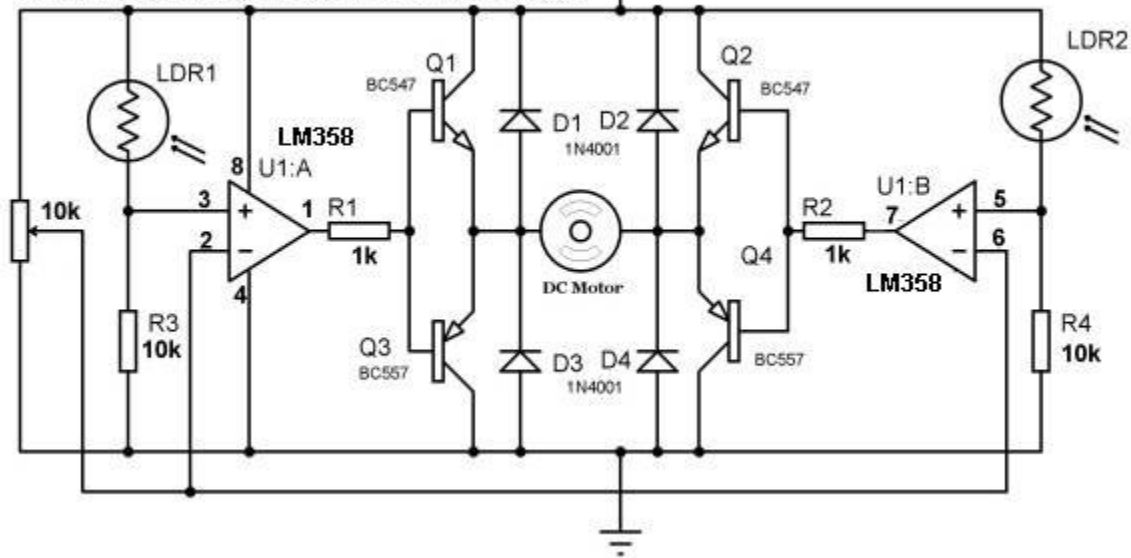 LDR1
LDR2
Q1
BC547
Q2
BC547
LM358
8
U1:A
D1
D2
1N4001
10k
3
2
1
R1
1k
4
DC Motor
R2
1k
7
U1:B
5
6
LM358
Q4
R3
10k
Q3
BC557
D3
D4
1N4001
BC557
R4
10k